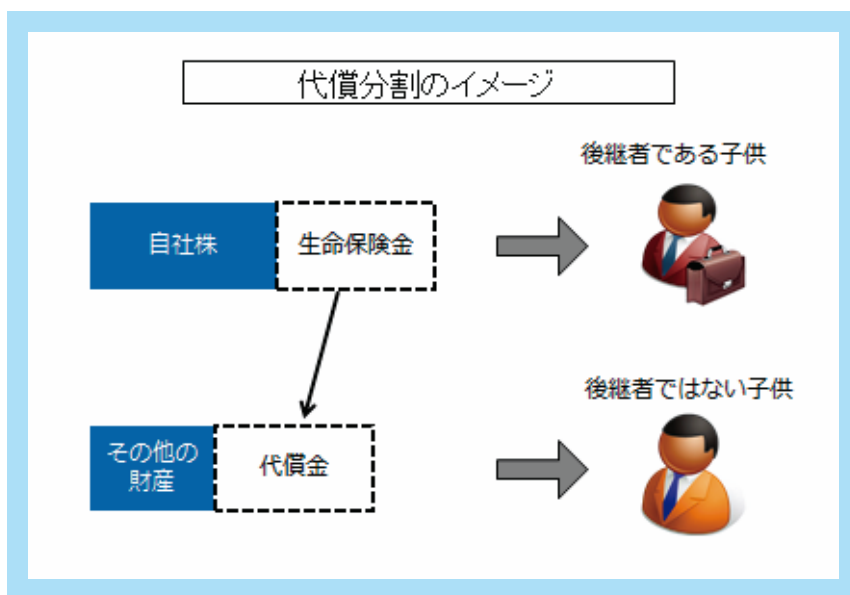 代償分割のイメージ
後継者である子供
自社株
生命保険金
後継者ではない子供
その他の
財産
代償金